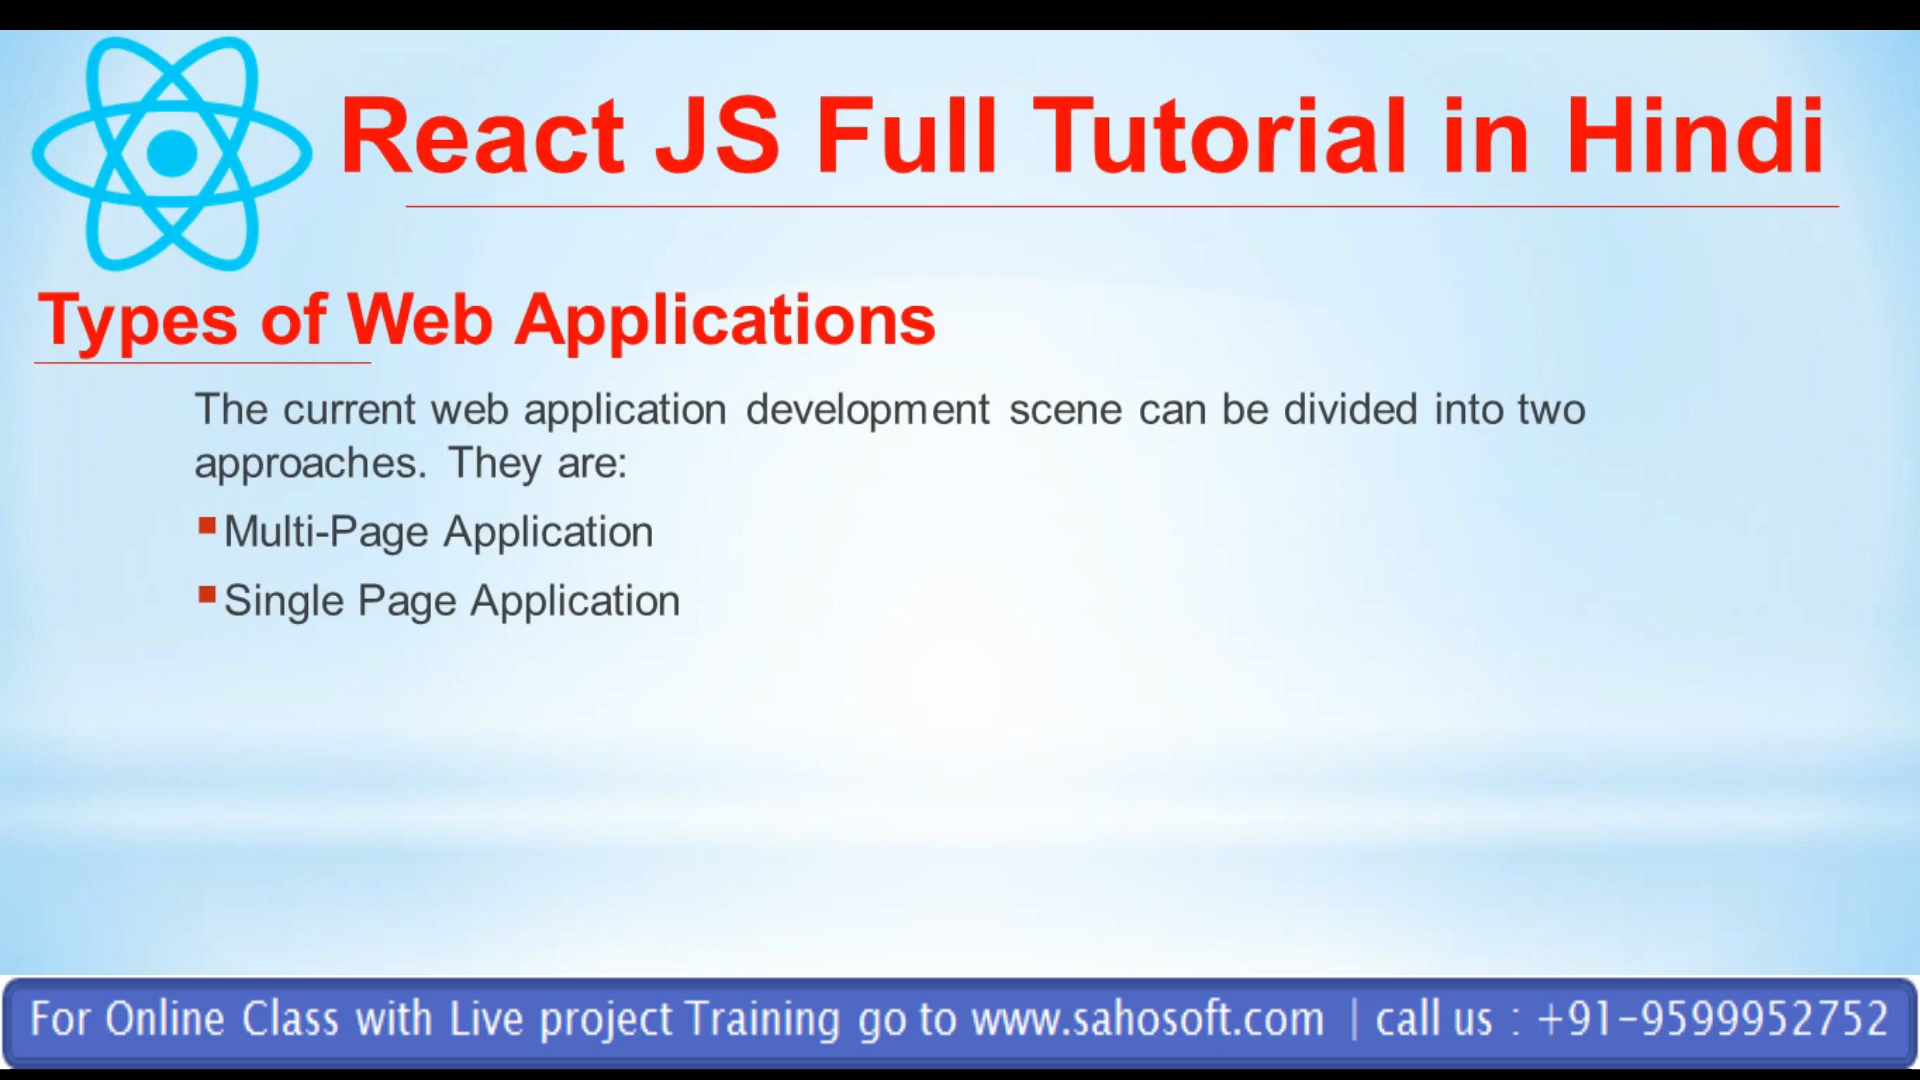 React JS Full Tutorial in Hindi
Types of Web Applications
The current web application development scene can be divided into two
approaches. They are:
Multi-Page Application
Single Page Application
For Online Class with Live project Training go to www.sahosoft.com | call us : +91-9599952752